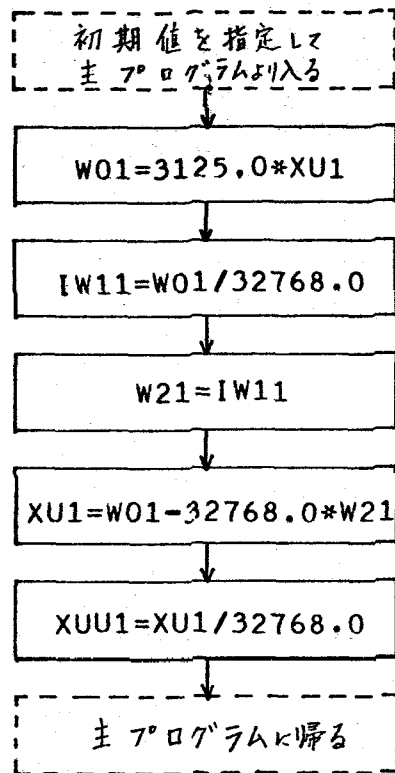 初期値を指定して
主プログラムより入る
W01=3125.0*XU1
IW11=W01/32768.0
W21=IW11
XU1=W01-32768.0*W21
XUU1=XU1/32768.0
主プログラムに帰る